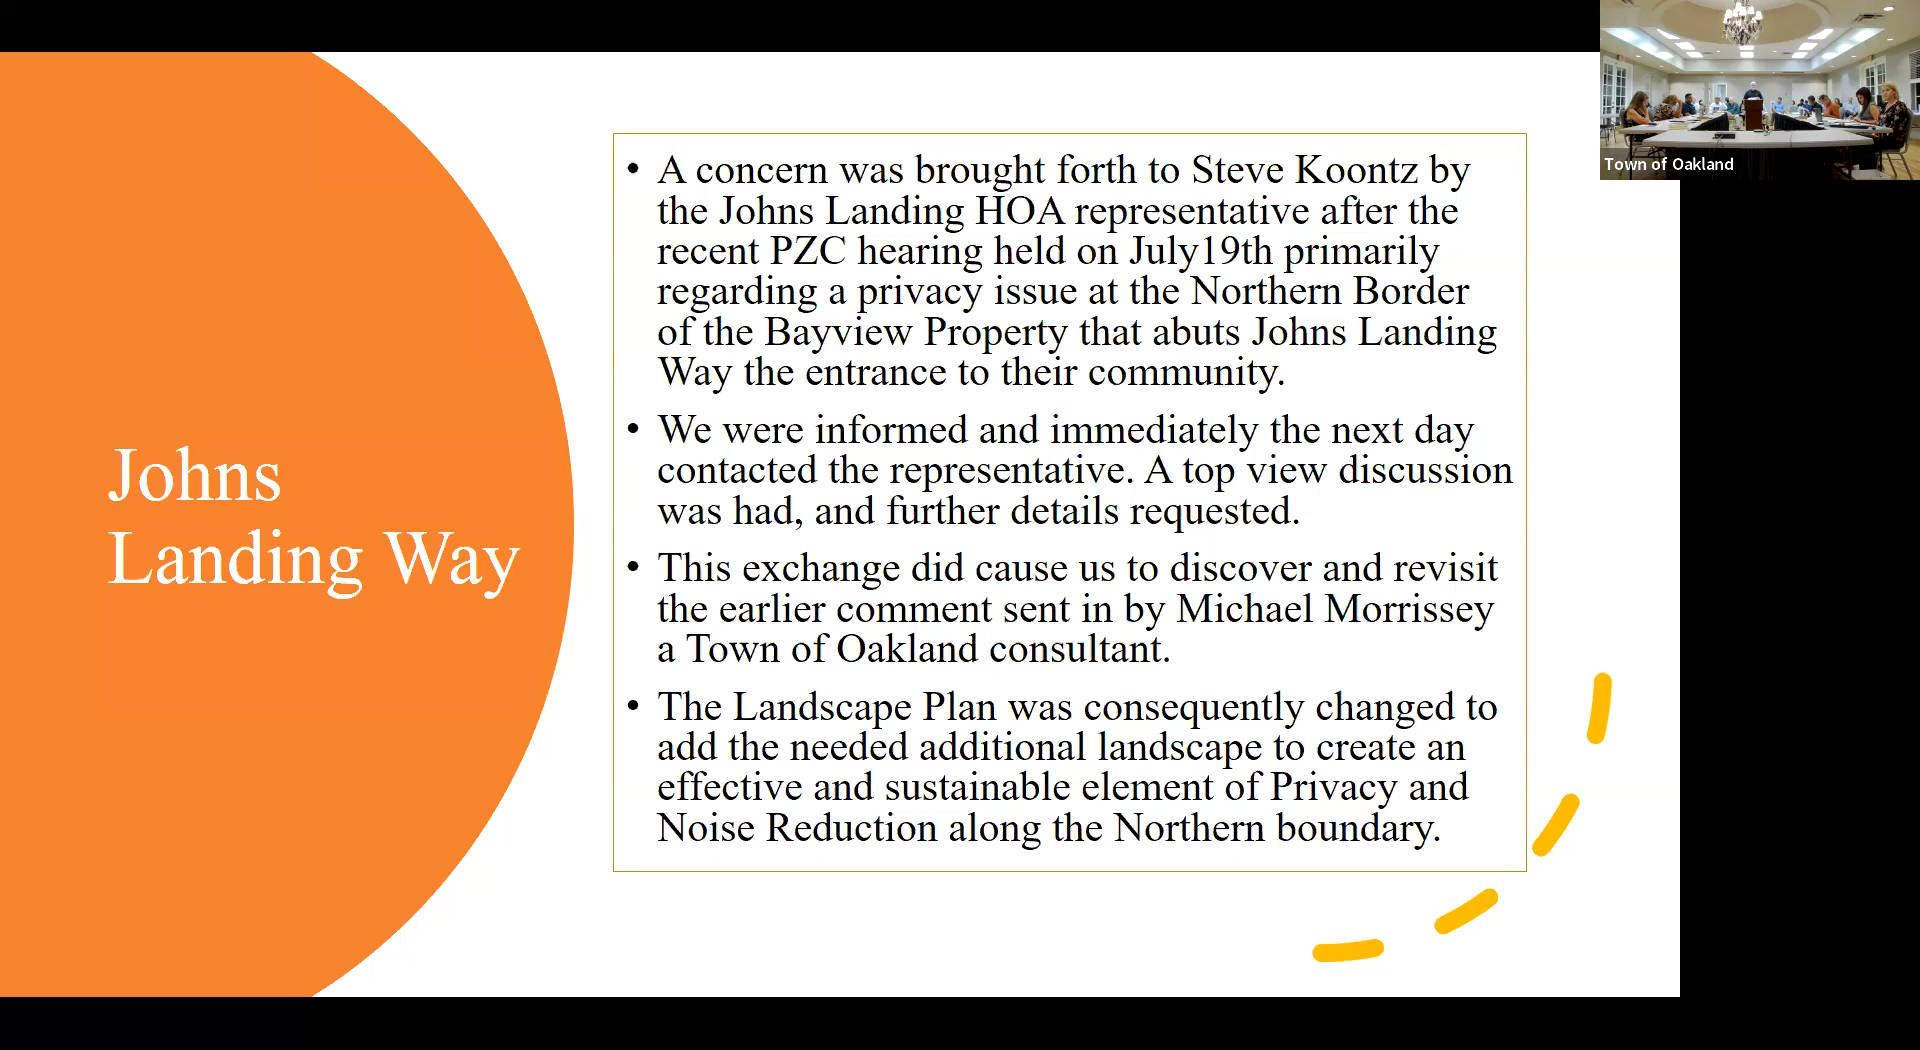 Town of Oakland
Johns
Landing Way
• A concern was brought forth to Steve Koontz by
the Johns Landing HOA representative after the
recent PZC hearing held on July19th primarily
regarding a privacy issue at the Northern Border
of the Bayview Property that abuts Johns Landing
Way the entrance to their community.
• We were informed and immediately the next day
contacted the representative. A top view discussion
was had, and further details requested.
• This exchange did cause us to discover and revisit
the earlier comment sent in by Michael Morrissey
a Town of Oakland consultant.
• The Landscape Plan was consequently changed to
add the needed additional landscape to create an
effective and sustainable element of Privacy and
Noise Reduction along the Northern boundary.